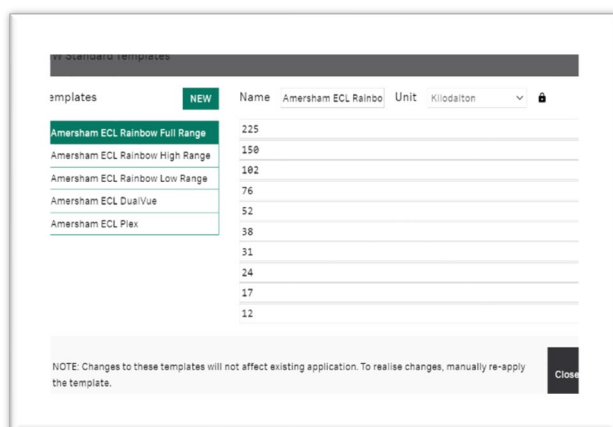 W Standard Templates
emplates
NEW
Name Amersham ECL Rainbo Unit Kilodalton
Amersham ECL Rainbow Full Range
Amersham ECL Rainbow High Range
Amersham ECL Rainbow Low Range
Amersham ECL DualVue
Amersham ECL Plex
225
150
102
76
52
38
31
24
17
12
NOTE: Changes to these templates will not affect existing application. To realise changes, manually re-apply
the template.
Close